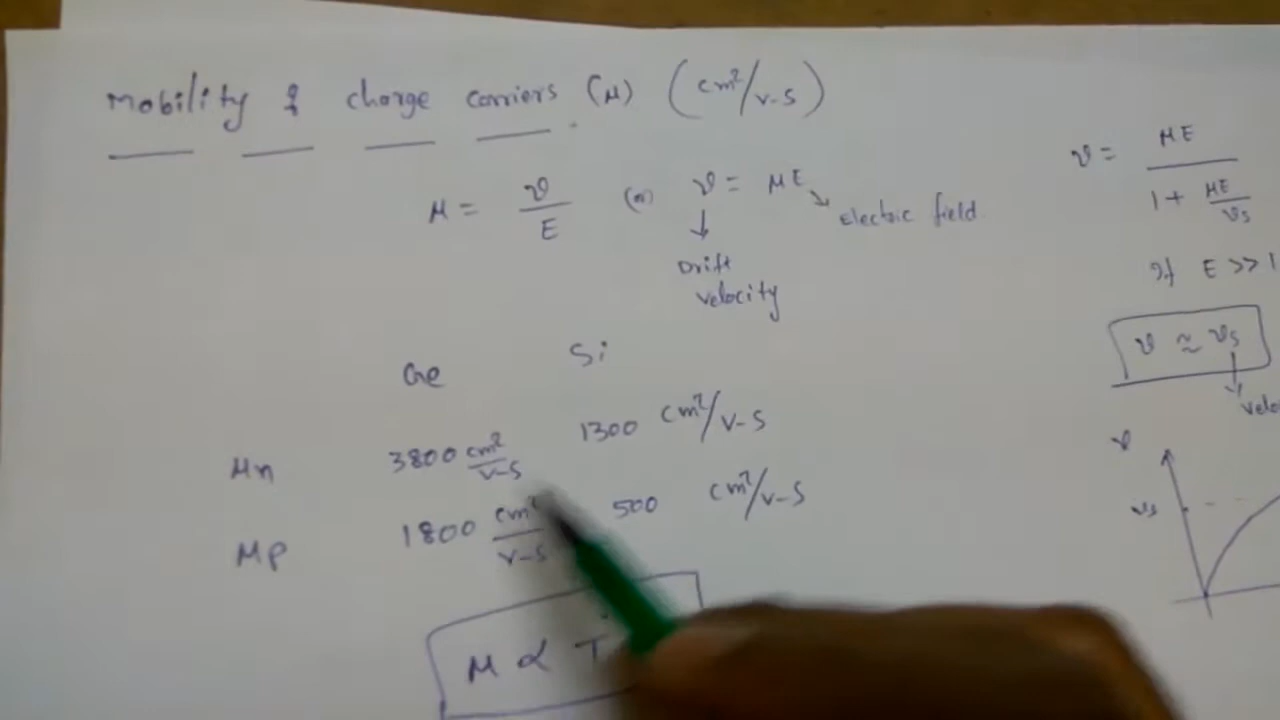 Mobility & charge carriers (μ) (cm²/v-s)
μ = v/E (or) v = μE
Electric field
Drift velocity
v = μE / 1 + μE/vs
If E >> 1
v ≃ vs
Ge Si
μn 3800 cm²/v-s 1300 cm²/v-s
μp 1800 cm²/v-s 500 cm²/v-s
μ ∝ T
v
vs